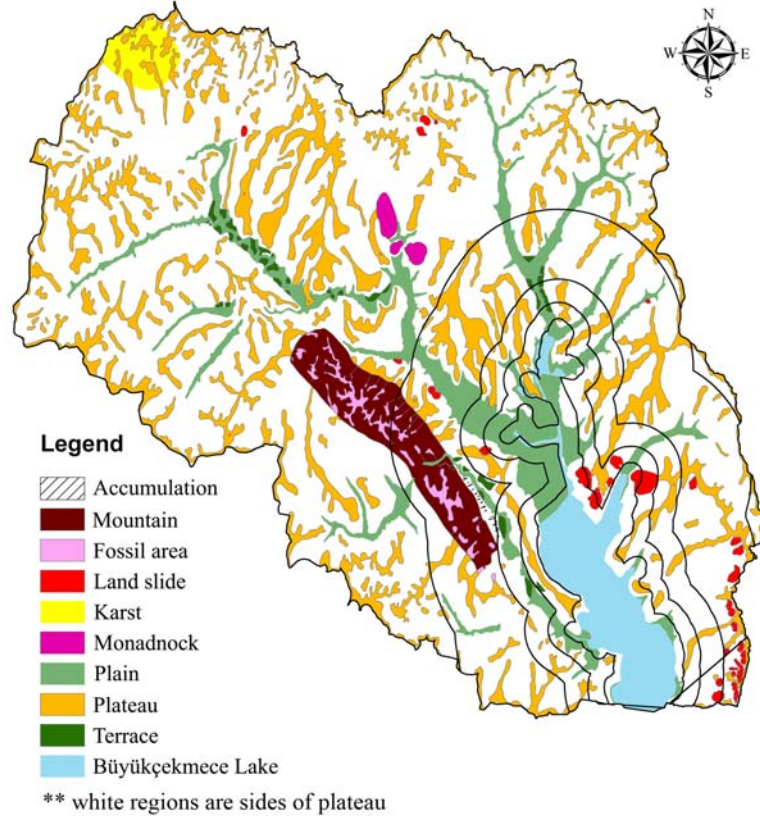 N
W E
S
Legend
Accumulation
Mountain
Fossil area
Land slide
Karst
Monadnock
Plain
Plateau
Terrace
Büyükçekmece Lake
** white regions are sides of plateau